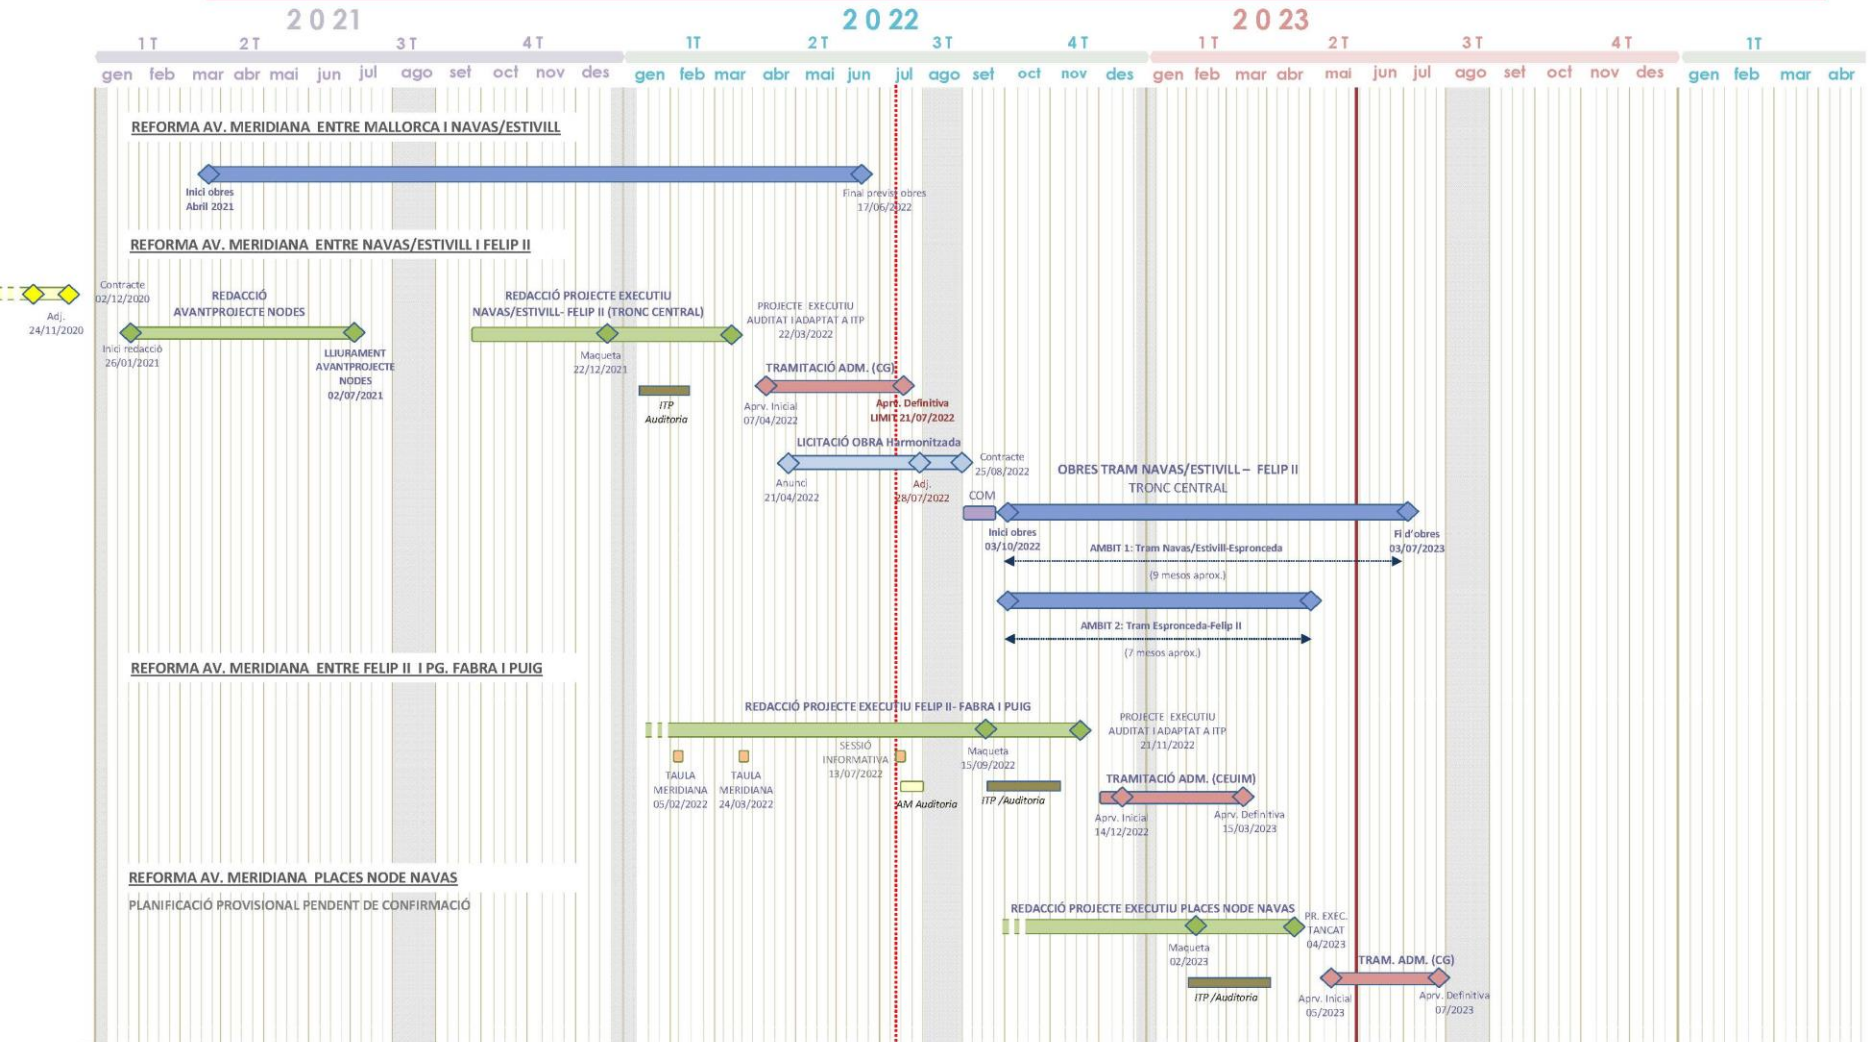 2021 2022 2023
1T 2T 3T 4T 1T 2T 3T 4T 1T 2T 3T 4T 1T
gen feb mar abr mai jun jul ago set oct nov des gen feb mar abr mai jun jul ago set oct nov des gen feb mar abr mai jun jul ago set oct nov des gen feb mar abr
REFORMA AV. MERIDIANA ENTRE MALLORCA I NAVAS/ESTIVILL
Inici obres
Abril 2021
Final previst obres
17/06/2022
REFORMA AV. MERIDIANA ENTRE NAVAS/ESTIVILL I FELIP II
Adj.
24/11/2020
Contracte
02/12/2020
REDACCIÓ
AVANTPROJECTE NODES
Inici redacció
26/01/2021
LLIURAMENT
AVANTPROJECTE
NODES
02/07/2021
REDACCIÓ PROJECTE EXECUTIU
NAVAS/ESTIVILL- FELIP II (TRONC CENTRAL)
Maqueta
22/12/2021
PROJECTE EXECUTIU
AUDITAT I ADAPTAT A ITP
22/03/2022
ITP
Auditoria
TRAMITACIÓ ADM. (CG)
Aprv. Inicial
07/04/2022
Aprv. Definitiva
LIMIT 21/07/2022
LICITACIÓ OBRA Harmonitzada
Anunci
21/04/2022
Adj.
28/07/2022
Contracte
25/08/2022
COM
OBRES TRAM NAVAS/ESTIVILL – FELIP II
TRONC CENTRAL
Inici obres
03/10/2022
Fi d'obres
03/07/2023
AMBIT 1: Tram Navas/Estivill-Espronceda
(9 mesos aprox.)
AMBIT 2: Tram Espronceda-Felip II
(7 mesos aprox.)
REFORMA AV. MERIDIANA ENTRE FELIP II I PG. FABRA I PUIG
REDACCIÓ PROJECTE EXECUTIU FELIP II- FABRA I PUIG
TAULA
MERIDIANA
05/02/2022
TAULA
MERIDIANA
24/03/2022
SESSIÓ
INFORMATIVA
13/07/2022
AM Auditoria
Maqueta
15/09/2022
ITP /Auditoria
PROJECTE EXECUTIU
AUDITAT I ADAPTAT A ITP
21/11/2022
TRAMITACIÓ ADM. (CEUIM)
Aprv. Inicial
14/12/2022
Aprv. Definitiva
15/03/2023
REFORMA AV. MERIDIANA PLACES NODE NAVAS
PLANIFICACIÓ PROVISIONAL PENDENT DE CONFIRMACIÓ
REDACCIÓ PROJECTE EXECUTIU PLACES NODE NAVAS
Maqueta
02/2023
PR. EXEC.
TANCAT
04/2023
ITP /Auditoria
TRAM. ADM. (CG)
Aprv. Inicial
05/2023
Aprv. Definitiva
07/2023